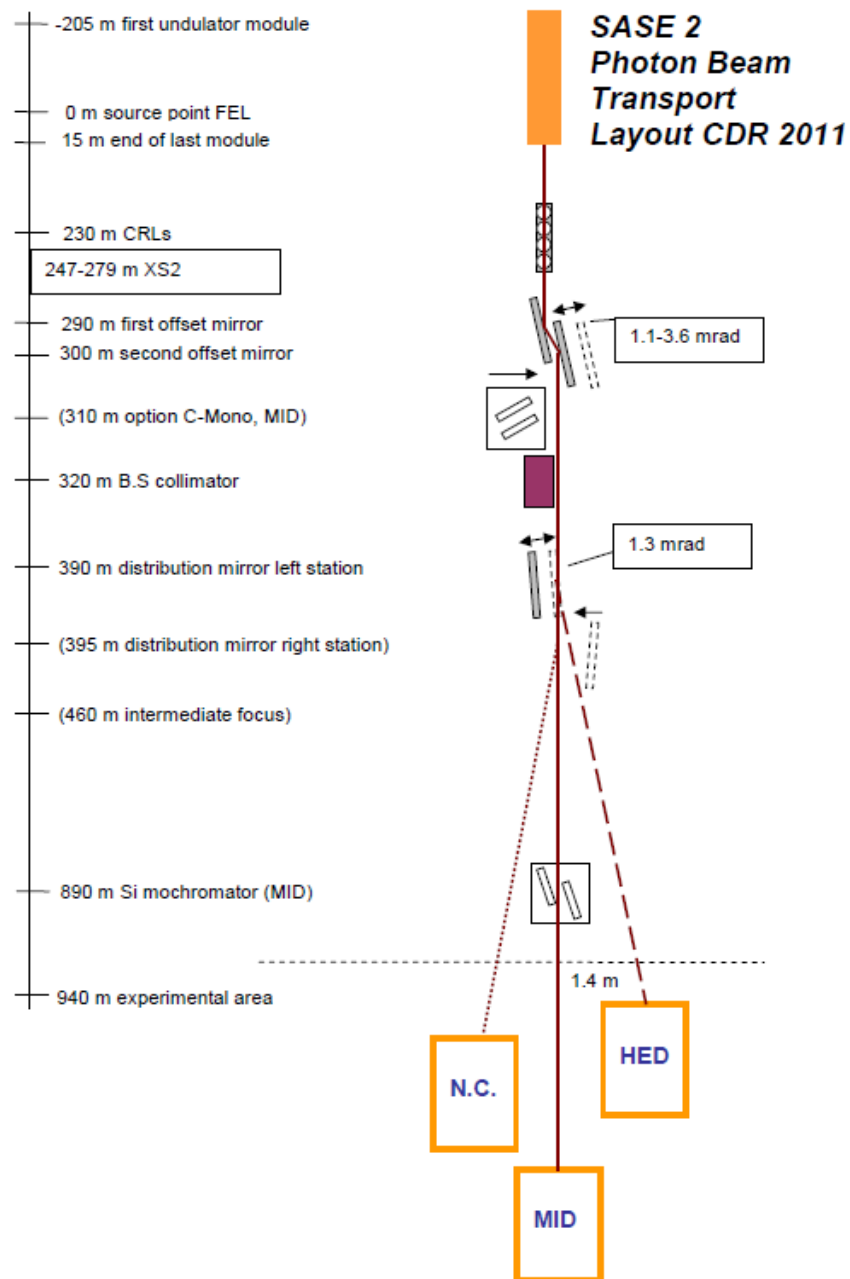 SASE 2
Photon Beam
Transport
Layout CDR 2011
-205 m first undulator module
0 m source point FEL
15 m end of last module
230 m CRLs
247-279 m XS2
290 m first offset mirror
1.1-3.6 mrad
300 m second offset mirror
(310 m option C-Mono, MID)
320 m B.S collimator
1.3 mrad
390 m distribution mirror left station
(395 m distribution mirror right station)
(460 m intermediate focus)
890 m Si mochromator (MID)
1.4 m
940 m experimental area
HED
N.C.
MID